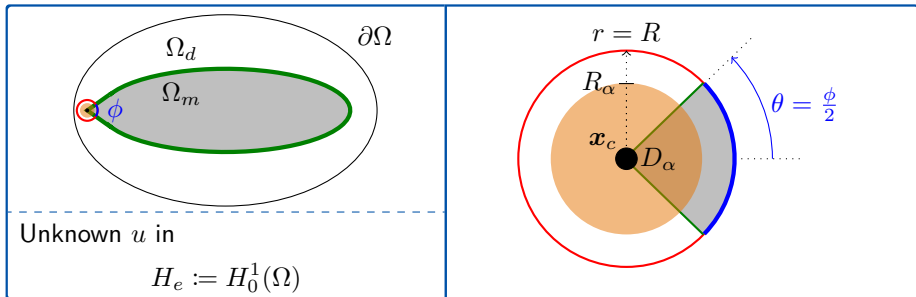 Ω_d
∂Ω
Ω_m
ϕ
Unknown u in
H_e := H_0^1(Ω)
r = R
R_α
x_c
D_α
θ = ϕ/2